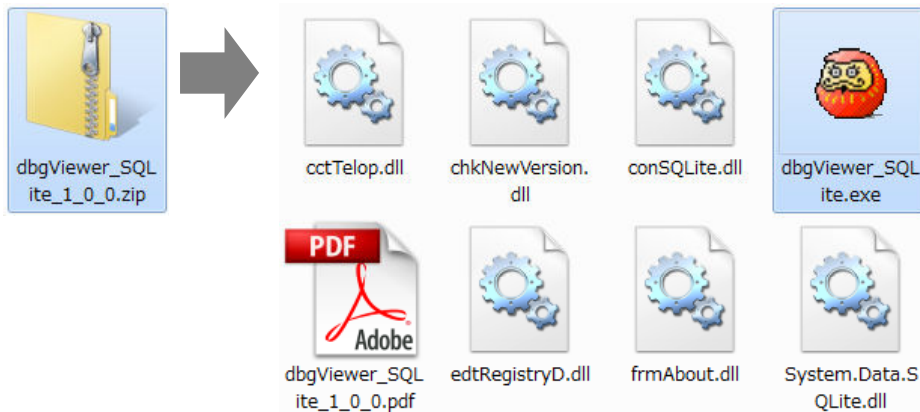 dbgViewer_SQL
ite_1_0_0.zip
cctTelop.dll
chkNewVersion.
dll
conSQLite.dll
dbgViewer_SQL
ite.exe
PDF
Adobe
dbgViewer_SQL
ite_1_0_0.pdf
edtRegistryD.dll
frmAbout.dll
System.Data.S
QLite.dll